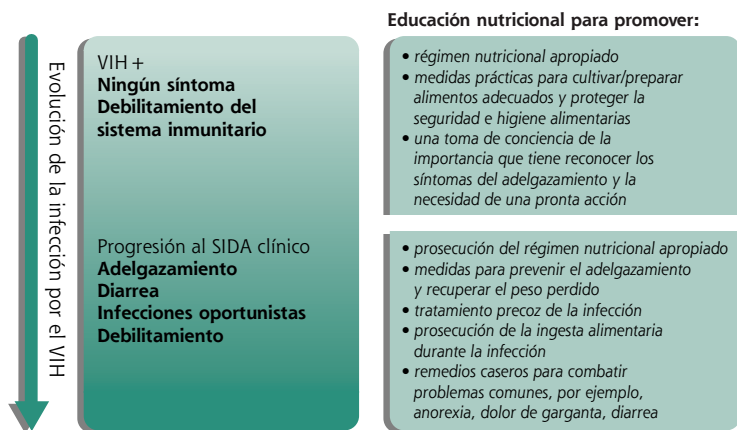 Educación nutricional para promover:
Evolución de la infección por el VIH
VIH +
Ningún síntoma
Debilitamiento del
sistema inmunitario
• régimen nutricional apropiado
• medidas prácticas para cultivar/preparar
alimentos adecuados y proteger la
seguridad e higiene alimentarias
• una toma de conciencia de la
importancia que tiene reconocer los
síntomas del adelgazamiento y la
necesidad de una pronta acción
Progresión al SIDA clínico
Adelgazamiento
Diarrea
Infecciones oportunistas
Debilitamiento
• prosecución del régimen nutricional apropiado
• medidas para prevenir el adelgazamiento
y recuperar el peso perdido
• tratamiento precoz de la infección
• prosecución de la ingesta alimentaria
durante la infección
• remedios caseros para combatir
problemas comunes, por ejemplo,
anorexia, dolor de garganta, diarrea